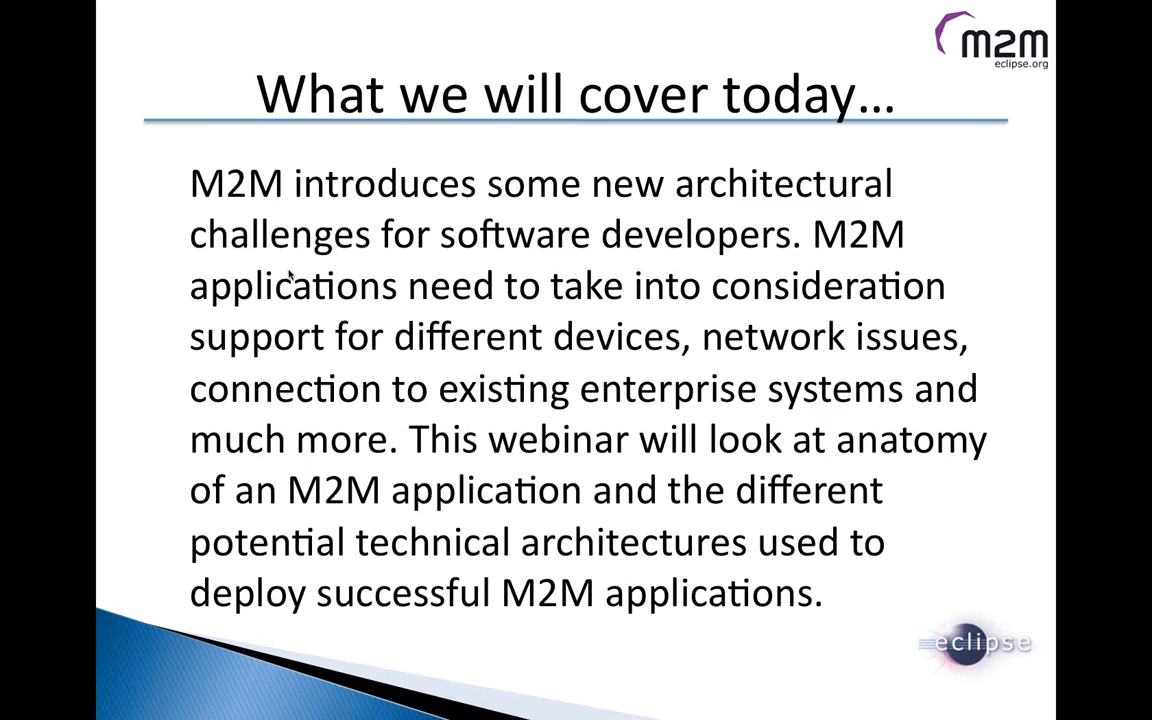 m2m
eclipse.org
What we will cover today...
M2M introduces some new architectural
challenges for software developers. M2M
applications need to take into consideration
support for different devices, network issues,
connection to existing enterprise systems and
much more. This webinar will look at anatomy
of an M2M application and the different
potential technical architectures used to
deploy successful M2M applications.
eclipse